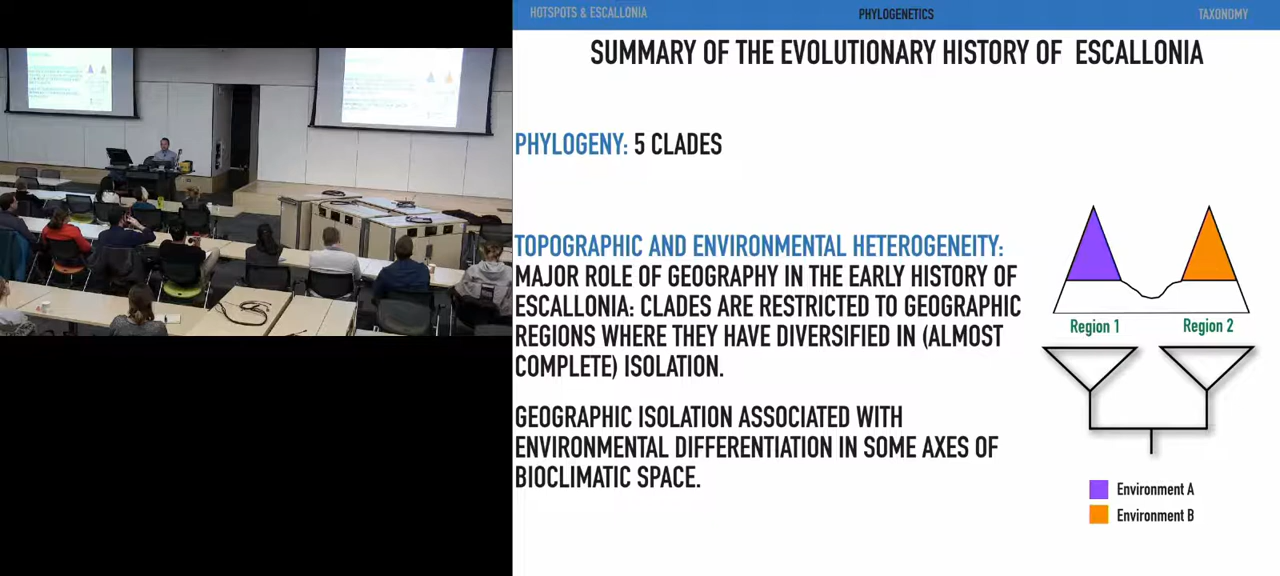 HOTSPOTS & ESCALLONIA
PHYLOGENETICS
TAXONOMY
SUMMARY OF THE EVOLUTIONARY HISTORY OF ESCALLONIA
PHYLOGENY: 5 CLADES
TOPOGRAPHIC AND ENVIRONMENTAL HETEROGENEITY:
MAJOR ROLE OF GEOGRAPHY IN THE EARLY HISTORY OF
ESCALLONIA: CLADES ARE RESTRICTED TO GEOGRAPHIC
REGIONS WHERE THEY HAVE DIVERSIFIED IN (ALMOST
COMPLETE) ISOLATION.
GEOGRAPHIC ISOLATION ASSOCIATED WITH
ENVIRONMENTAL DIFFERENTIATION IN SOME AXES OF
BIOCLIMATIC SPACE.
Region 1
Region 2
Environment A
Environment B